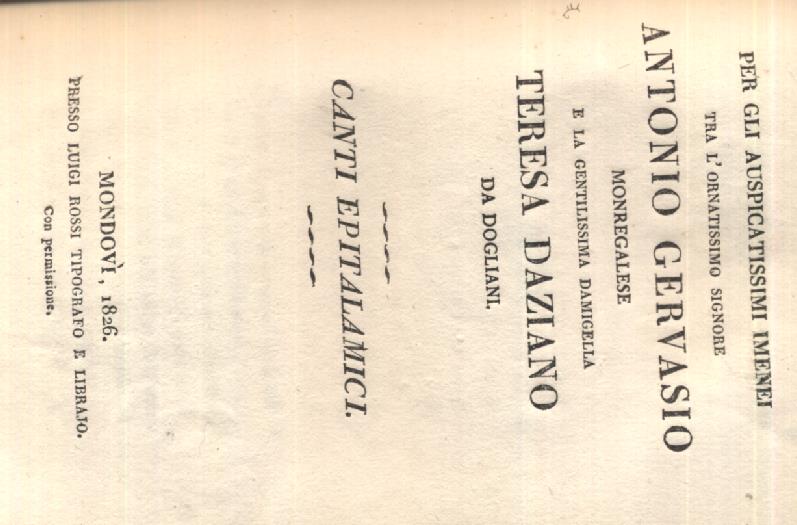 PER GLI AUSPICATISSIMI IMENEI
TRA L' ORNATISSIMO SIGNORE
ANTONIO GERVASIO
MONREGALESE
E LA GENTILISSIMA DAMIGELLA
TERESA DAZIANO
DA DOGLIANI.
CANTI EPITALAMICI.
MONDOVÌ, 1826.
PRESSO LUIGI ROSSI TIPOGRAFO E LIBRAJO.
Con permissione.